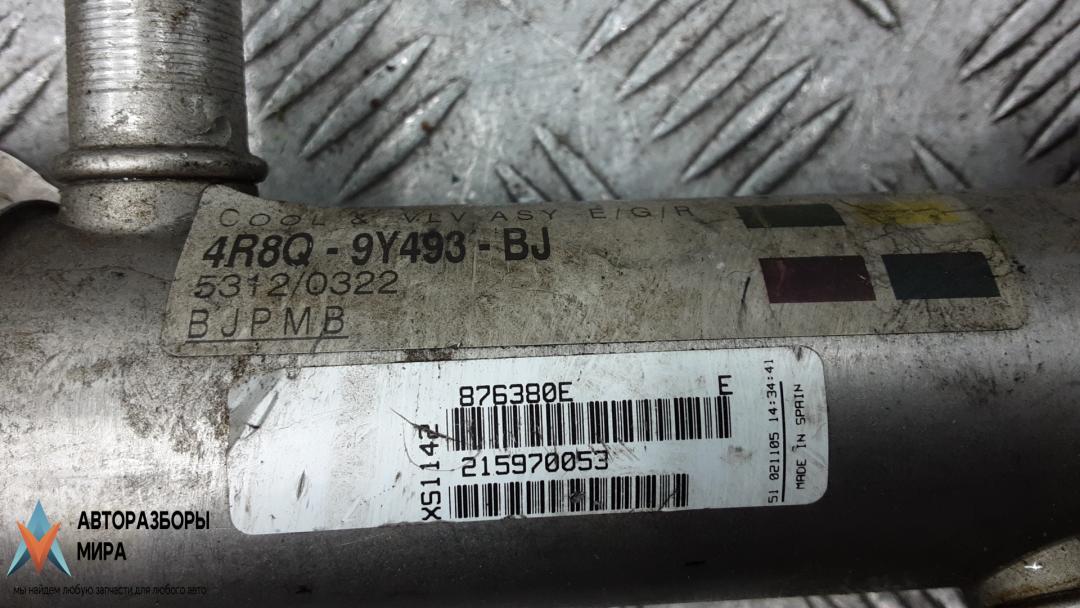 COOL & VLV ASY E/G/R
4R8Q - 9Y493 - BJ
5312/0322
BJPMB
876380E E
XS1142
215970053
51 021105 14:34:41
MADE IN SPAIN
АВТОРАЗБОРЫ
МИРА
мы найдем любую запчасти для любого авто